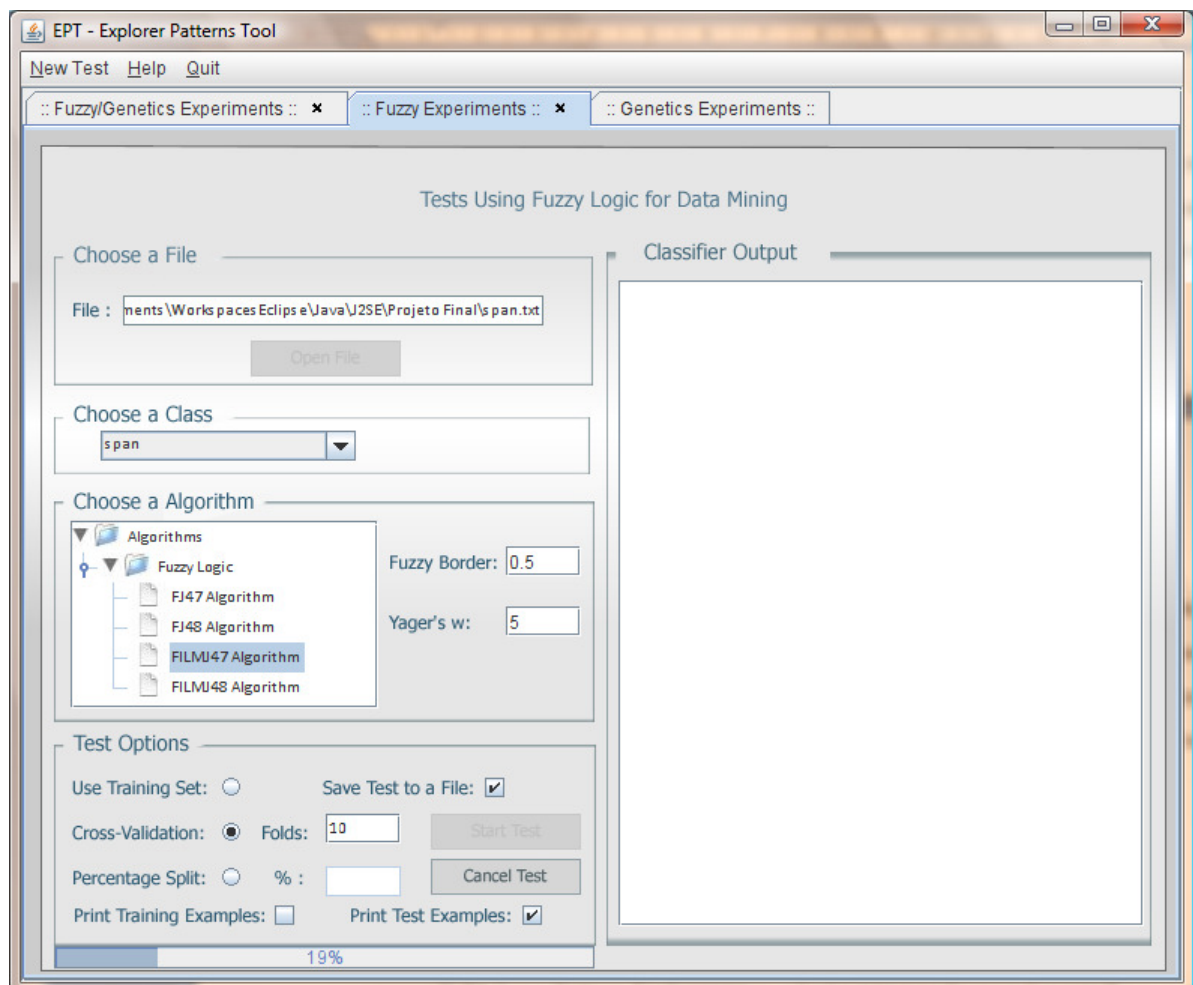 EPT - Explorer Patterns Tool
New Test Help Quit
:: Fuzzy/Genetics Experiments :: ×
:: Fuzzy Experiments :: ×
:: Genetics Experiments ::
Tests Using Fuzzy Logic for Data Mining
Choose a File
File : ments\WorkspacesEclipse\Java\J2SE\Projeto Final\span.txt
Open File
Choose a Class
span
Choose a Algorithm
Algorithms
Fuzzy Logic
FJ47 Algorithm
FJ48 Algorithm
FILMJ47 Algorithm
FILMJ48 Algorithm
Fuzzy Border: 0.5
Yager's w: 5
Test Options
Use Training Set:
Save Test to a File:
Cross-Validation: Folds: 10
Start Test
Percentage Split: % :
Cancel Test
Print Training Examples:
Print Test Examples:
19%
Classifier Output